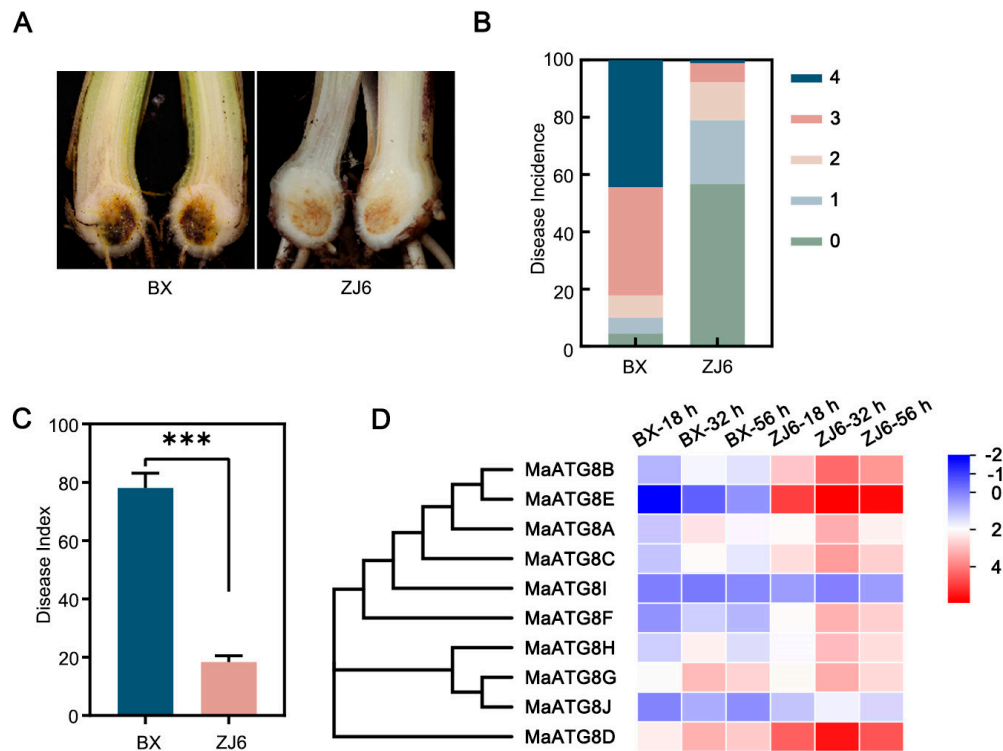 A
BX
ZJ6
B
Disease Incidence
100
80
60
40
20
0
BX
ZJ6
4
3
2
1
0
C
Disease Index
100
80
60
40
20
0
***
BX
ZJ6
D
BX-18 h
BX-32 h
BX-56 h
ZJ6-18 h
ZJ6-32 h
ZJ6-56 h
MaATG8B
MaATG8E
MaATG8A
MaATG8C
MaATG8I
MaATG8F
MaATG8H
MaATG8G
MaATG8J
MaATG8D
-2
-1
0
2
4